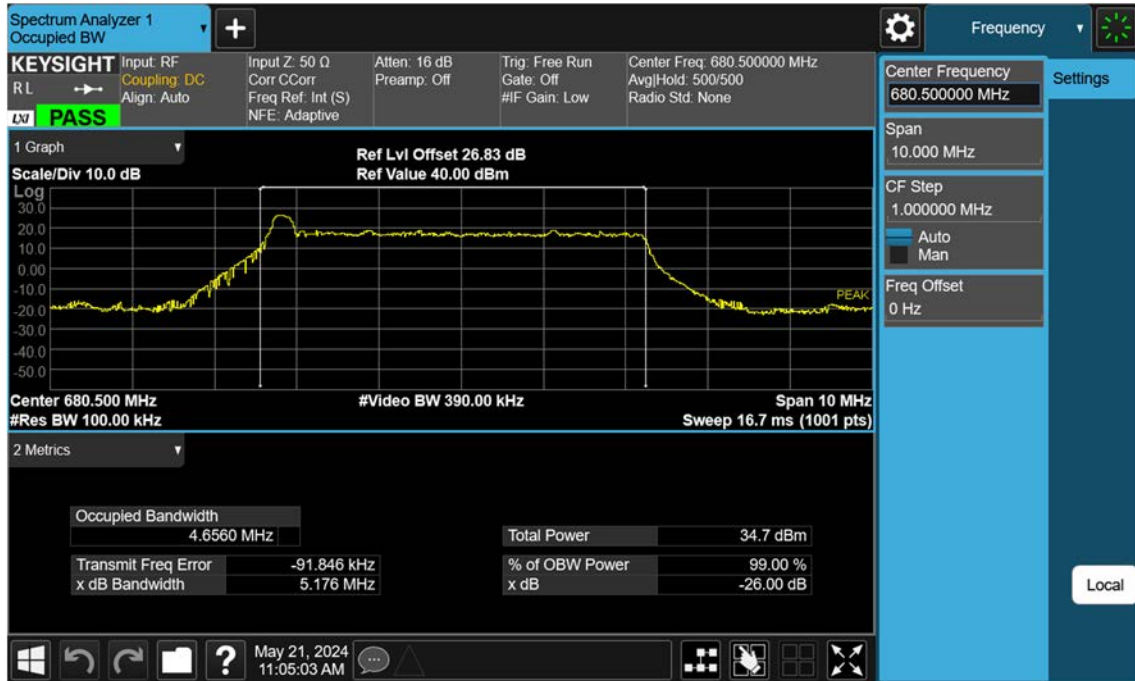 Spectrum Analyzer 1
Occupied BW
Frequency
KEYSIGHT
RL
LXI PASS
Input: RF
Coupling: DC
Align: Auto
Input Z: 50 Ω
Corr CCorr
Freq Ref: Int (S)
NFE: Adaptive
Atten: 16 dB
Preamp: Off
Trig: Free Run
Gate: Off
#IF Gain: Low
Center Freq: 680.500000 MHz
Avg|Hold: 500/500
Radio Std: None
Center Frequency
680.500000 MHz
Settings
Span
10.000 MHz
CF Step
1.000000 MHz
Auto
Man
Freq Offset
0 Hz
Local
1 Graph
Scale/Div 10.0 dB
Ref Lvl Offset 26.83 dB
Ref Value 40.00 dBm
Log
30.0
20.0
10.0
0.00
-10.0
-20.0
-30.0
-40.0
-50.0
PEAK
Center 680.500 MHz
#Video BW 390.00 kHz
Span 10 MHz
#Res BW 100.00 kHz
Sweep 16.7 ms (1001 pts)
2 Metrics
Occupied Bandwidth
4.6560 MHz
Total Power 34.7 dBm
Transmit Freq Error -91.846 kHz
% of OBW Power 99.00 %
x dB Bandwidth 5.176 MHz
x dB -26.00 dB
?
May 21, 2024
11:05:03 AM